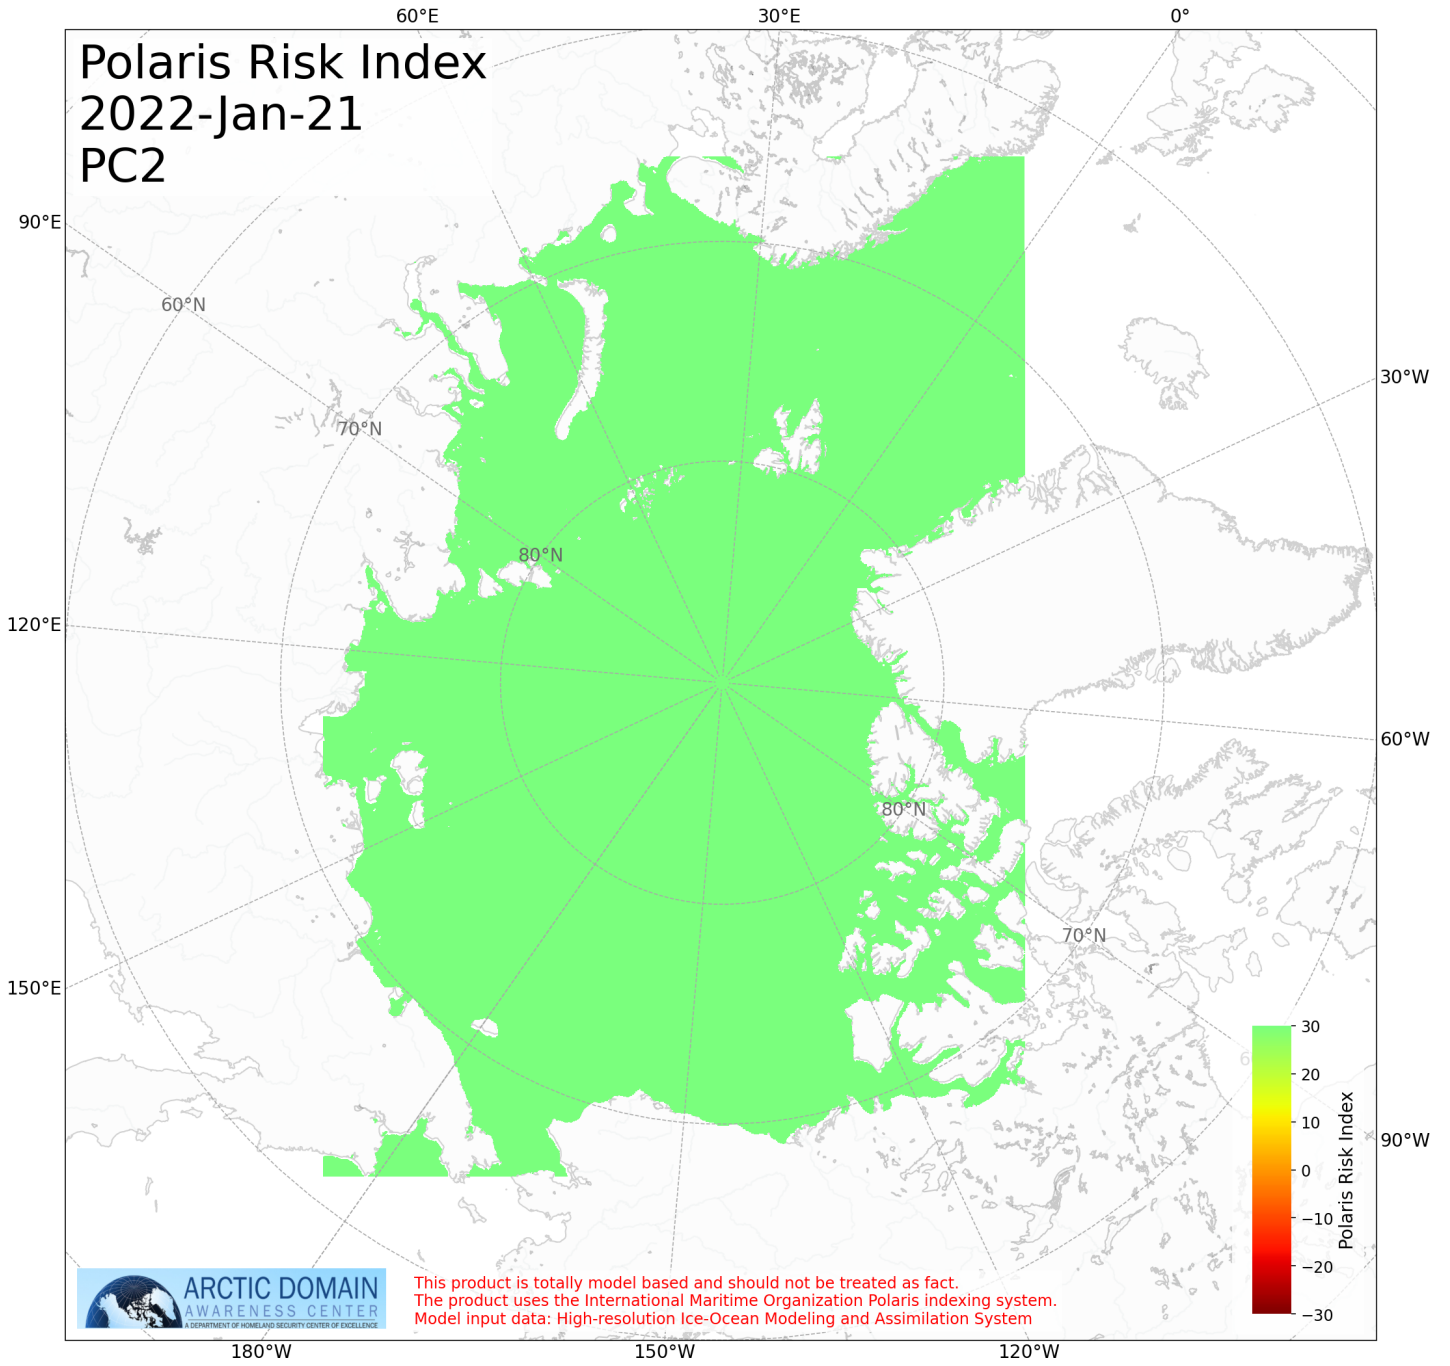 60°E
30°E
0°
Polaris Risk Index
2022-Jan-21
PC2
90°E
60°N
30°W
70°N
80°N
120°E
60°W
80°N
70°N
150°E
30
20
10
0
−10
−20
−30
Polaris Risk Index
90°W
ARCTIC DOMAIN
AWARENESS CENTER
A DEPARTMENT OF HOMELAND SECURITY CENTER OF EXCELLENCE
This product is totally model based and should not be treated as fact.
The product uses the International Maritime Organization Polaris indexing system.
Model input data: High-resolution Ice-Ocean Modeling and Assimilation System
180°W
150°W
120°W